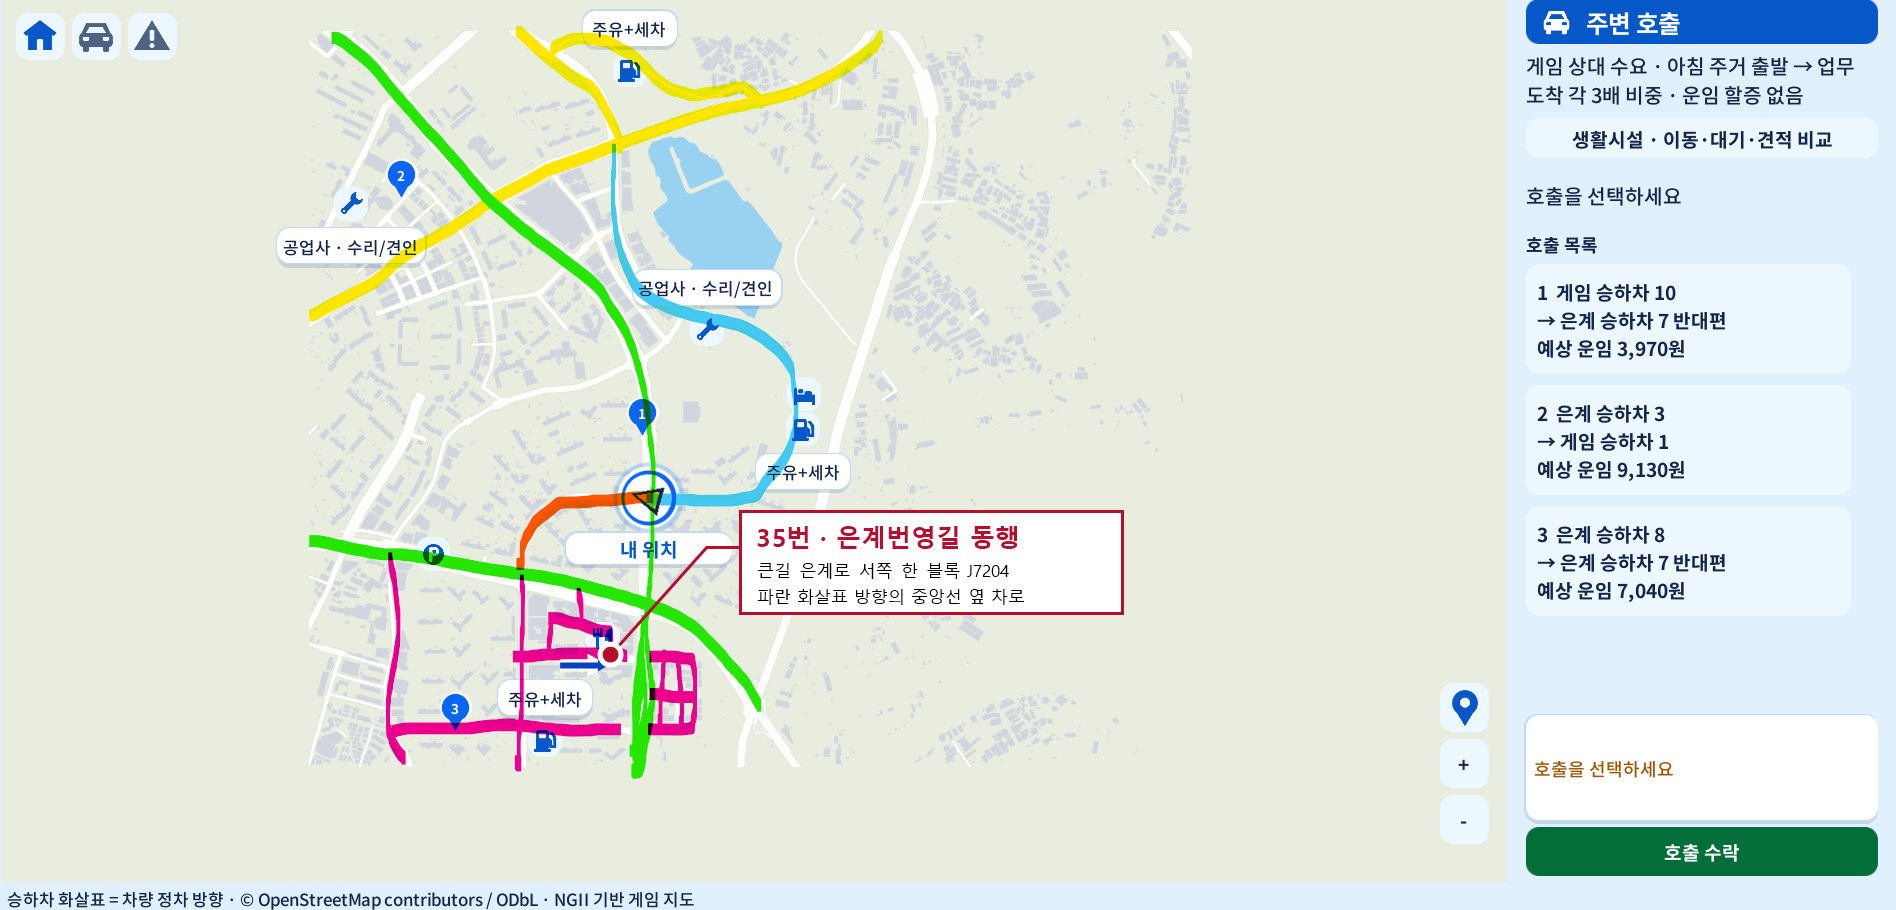 주유+세차
2
공업사 · 수리/견인
공업사 · 수리/견인
1
주유+세차
내 위치
35번 · 은계번영길 동행
큰길 은계로 서쪽 한 블록 J7204
파란 화살표 방향의 중앙선 옆 차로
P
주유+세차
3
+
-
승하차 화살표 = 차량 정차 방향 · © OpenStreetMap contributors / ODbL · NGII 기반 게임 지도
주변 호출
게임 상대 수요 · 아침 주거 출발 → 업무
도착 각 3배 비중 · 운임 할증 없음
생활시설 · 이동·대기·견적 비교
호출을 선택하세요
호출 목록
1 게임 승하차 10
→ 은계 승하차 7 반대편
예상 운임 3,970원
2 은계 승하차 3
→ 게임 승하차 1
예상 운임 9,130원
3 은계 승하차 8
→ 은계 승하차 7 반대편
예상 운임 7,040원
호출을 선택하세요
호출 수락